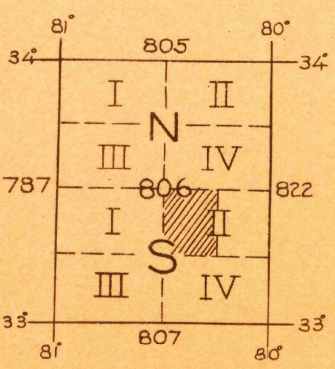 81° 80°
805
34° 34°
I II
N
III IV
787 806 822
I II
S
III IV
33° 33°
81° 807 80°